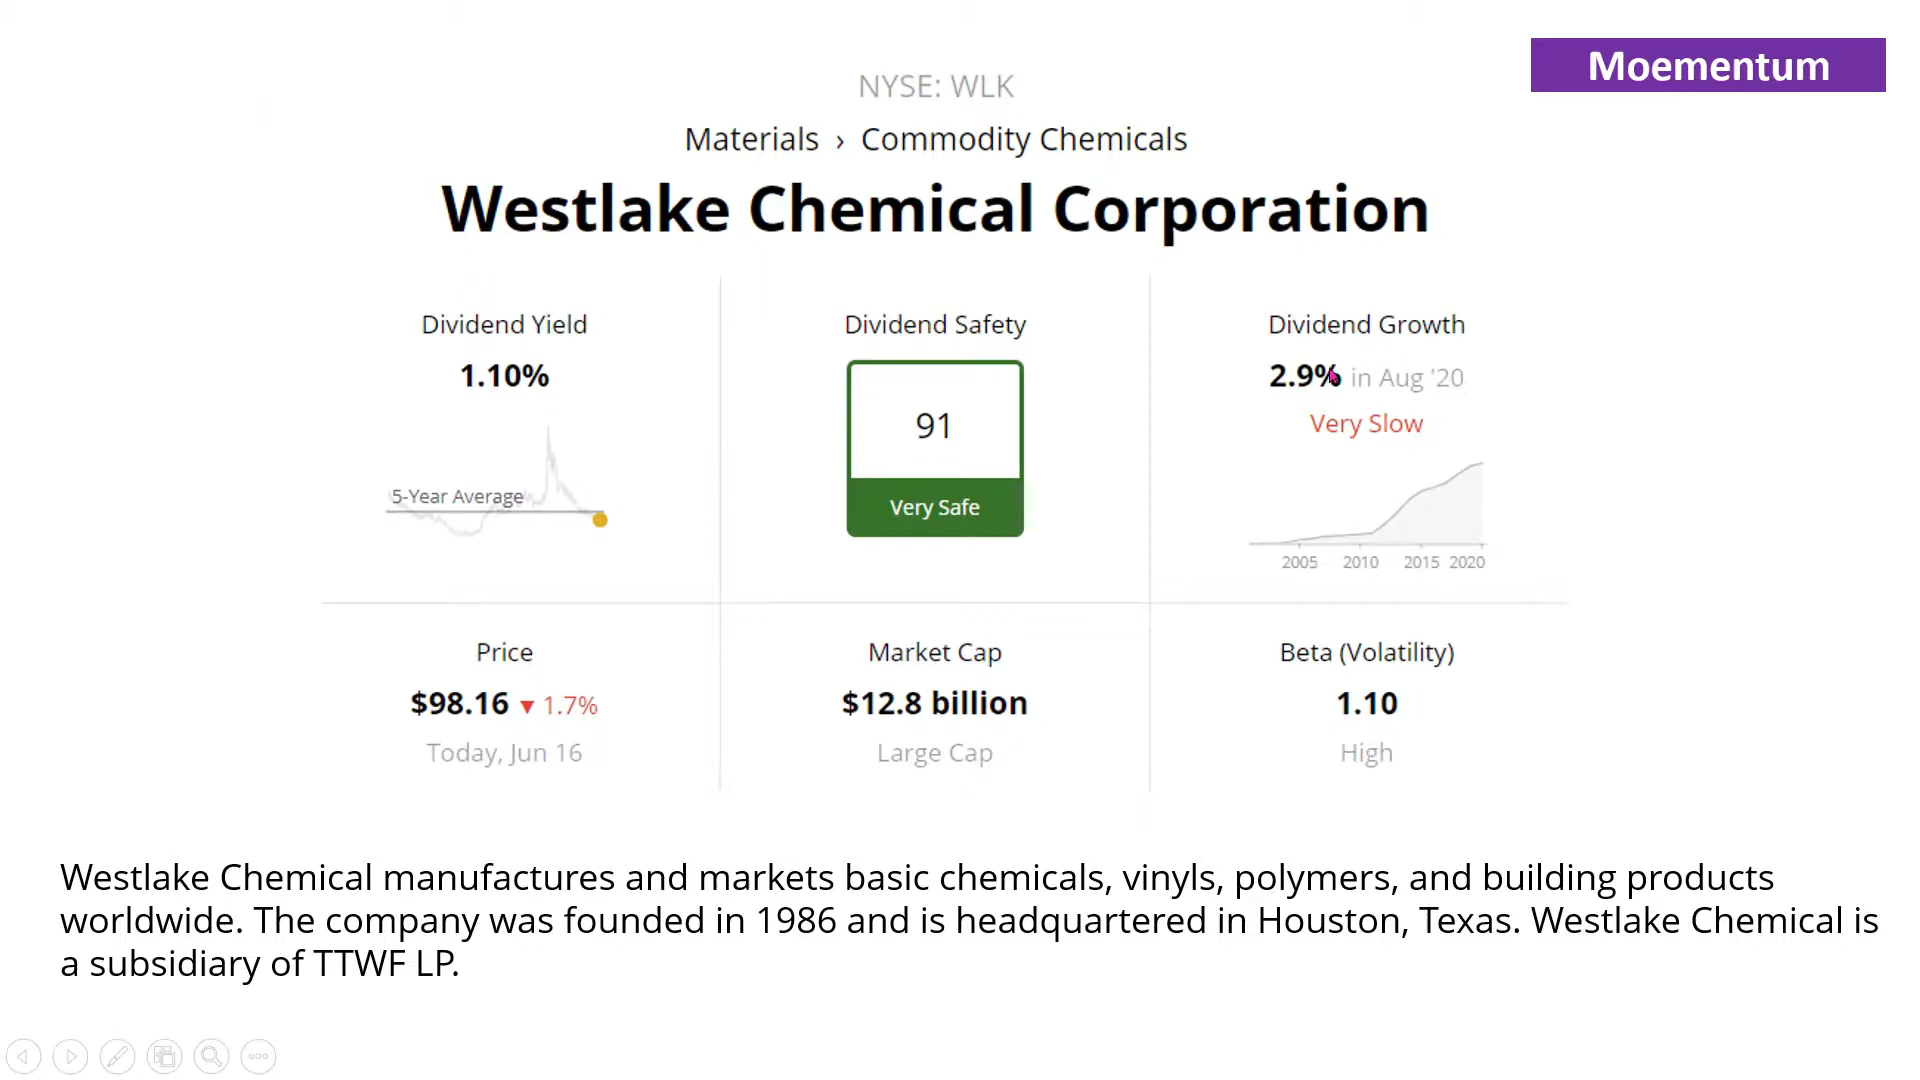 Moementum
NYSE: WLK
Materials › Commodity Chemicals
Westlake Chemical Corporation
Dividend Yield
1.10%
5-Year Average
Dividend Safety
91
Very Safe
Dividend Growth
2.9% in Aug '20
Very Slow
2005 2010 2015 2020
Price
$98.16 ▼ 1.7%
Today, Jun 16
Market Cap
$12.8 billion
Large Cap
Beta (Volatility)
1.10
High
Westlake Chemical manufactures and markets basic chemicals, vinyls, polymers, and building products
worldwide. The company was founded in 1986 and is headquartered in Houston, Texas. Westlake Chemical is
a subsidiary of TTWF LP.